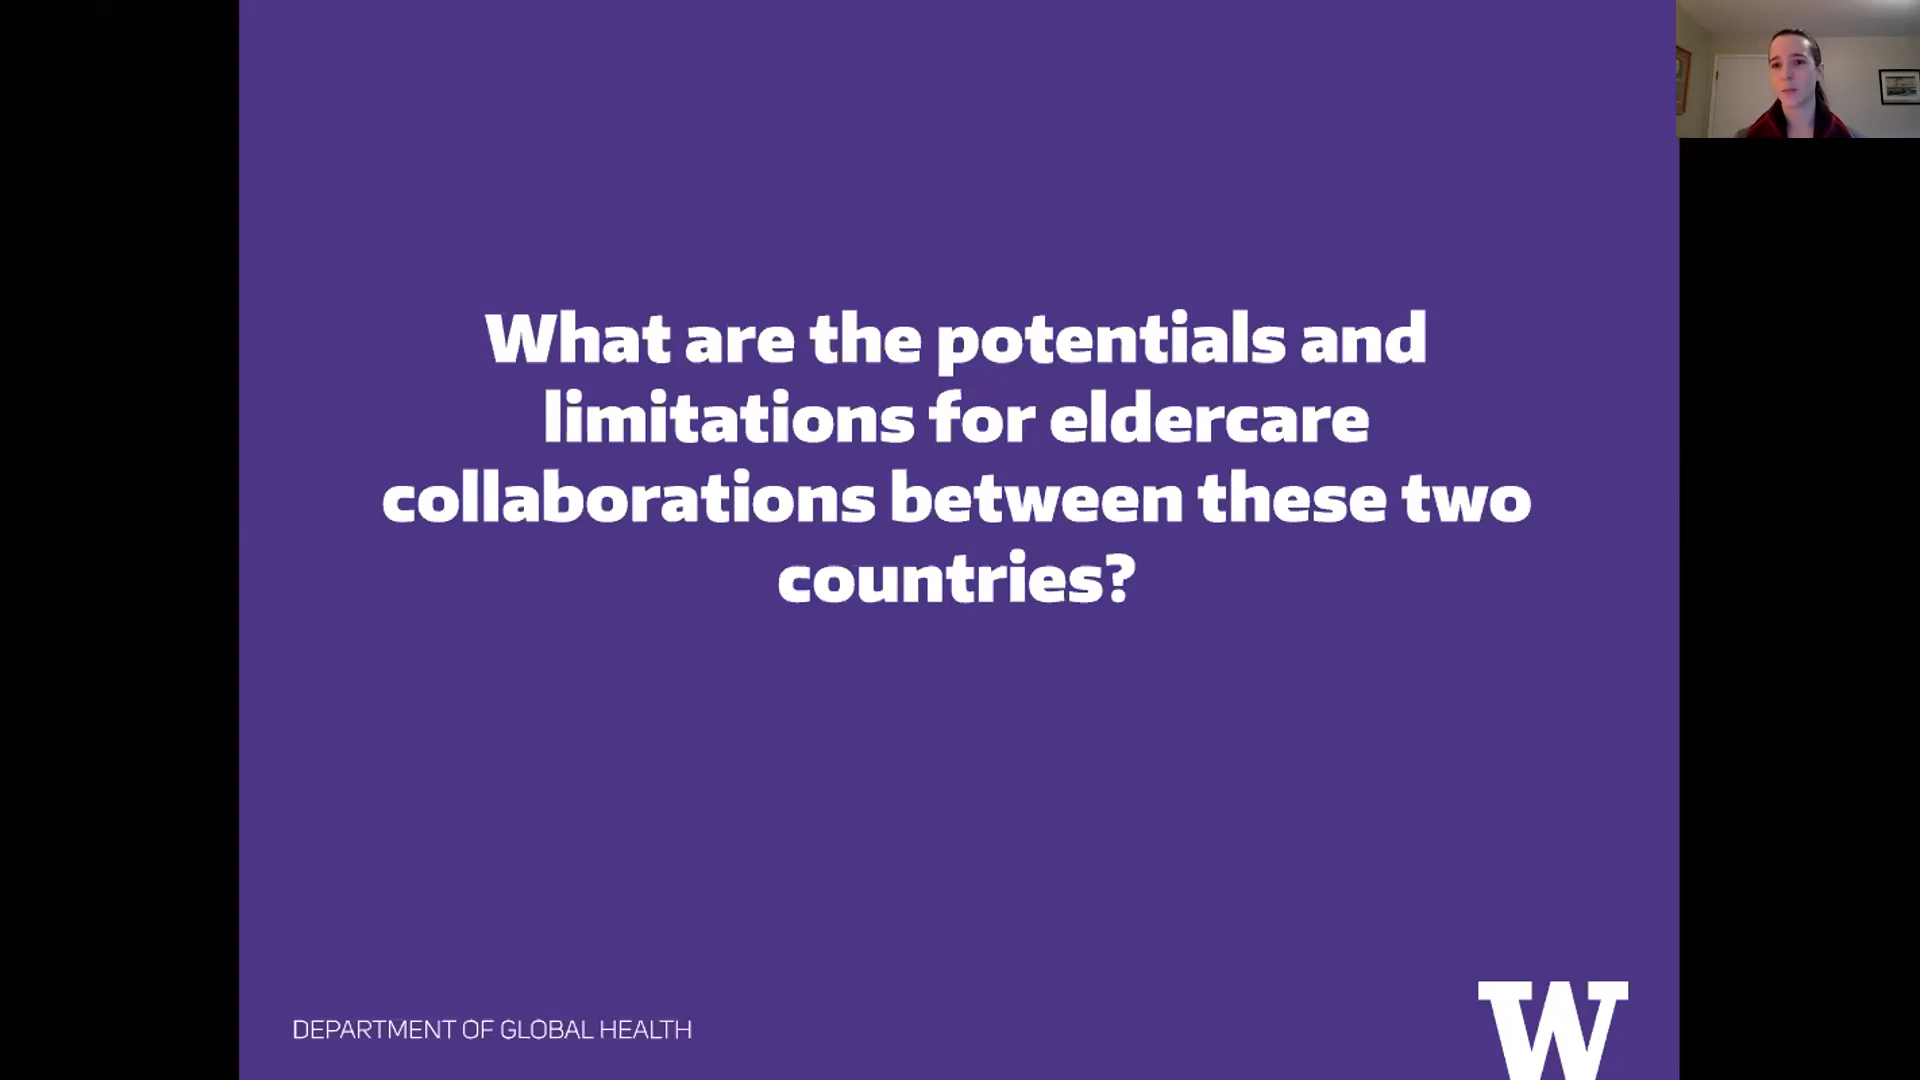 What are the potentials and
limitations for eldercare
collaborations between these two
countries?
DEPARTMENT OF GLOBAL HEALTH
W